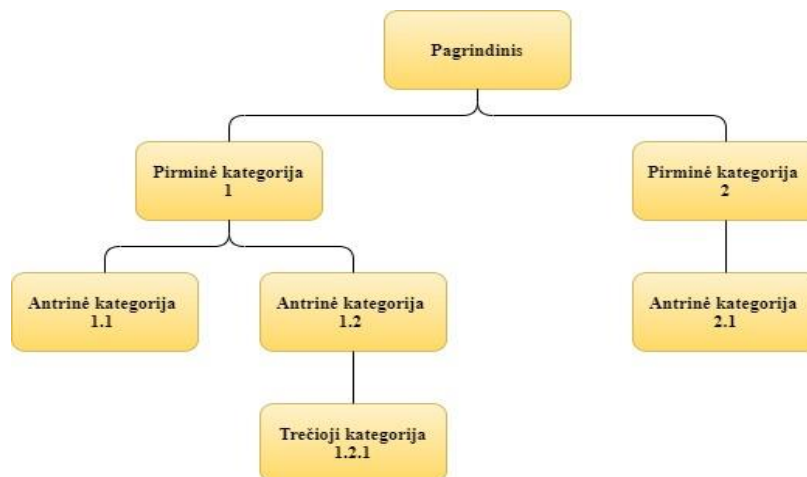 Pagrindinis
Pirminė kategorija
1
Pirminė kategorija
2
Antrinė kategorija
1.1
Antrinė kategorija
1.2
Antrinė kategorija
2.1
Trečioji kategorija
1.2.1